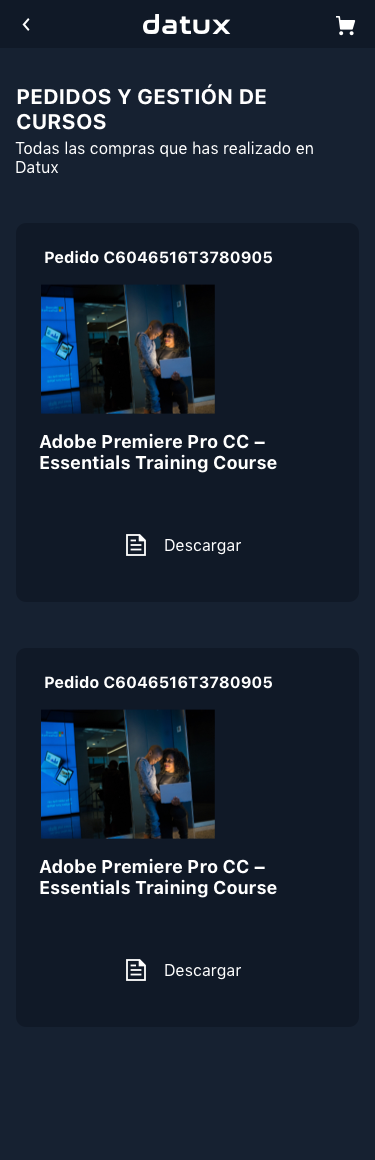 datux
PEDIDOS Y GESTIÓN DE
CURSOS
Todas las compras que has realizado en
Datux
Pedido C6046516T3780905
Adobe Premiere Pro CC –
Essentials Training Course
Descargar
Pedido C6046516T3780905
Adobe Premiere Pro CC –
Essentials Training Course
Descargar